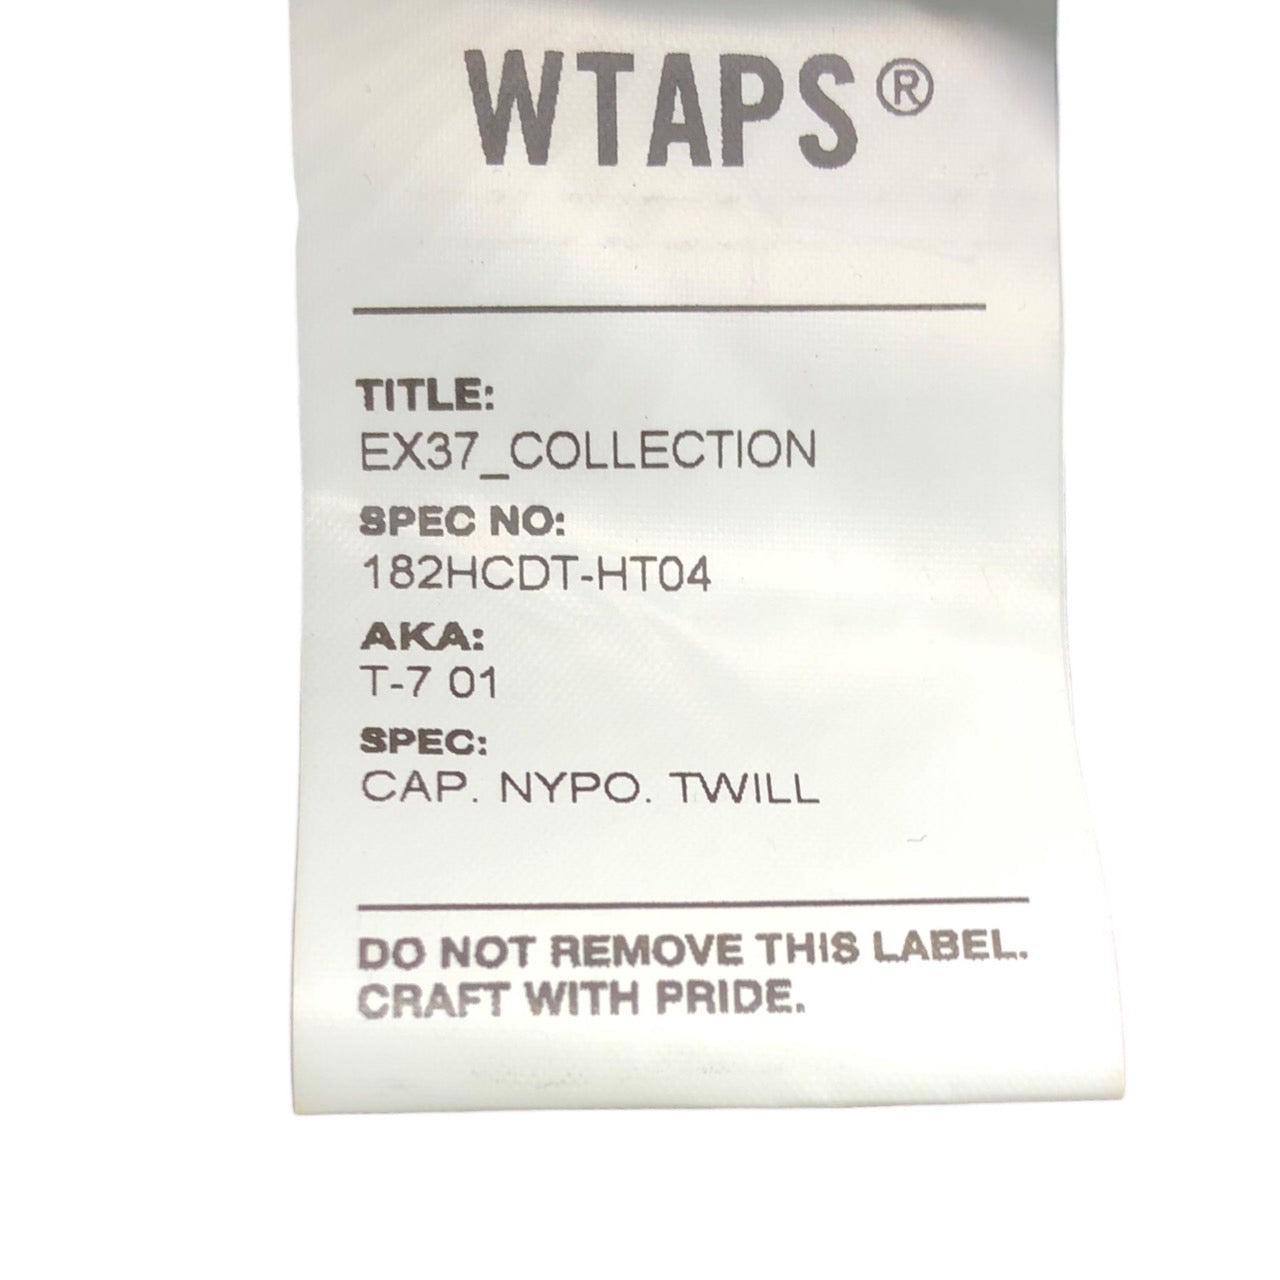 WTAPS®
TITLE:
EX37_COLLECTION
SPEC NO:
182HCDT-HT04
AKA:
T-7 01
SPEC:
CAP. NYPO. TWILL
DO NOT REMOVE THIS LABEL.
CRAFT WITH PRIDE.